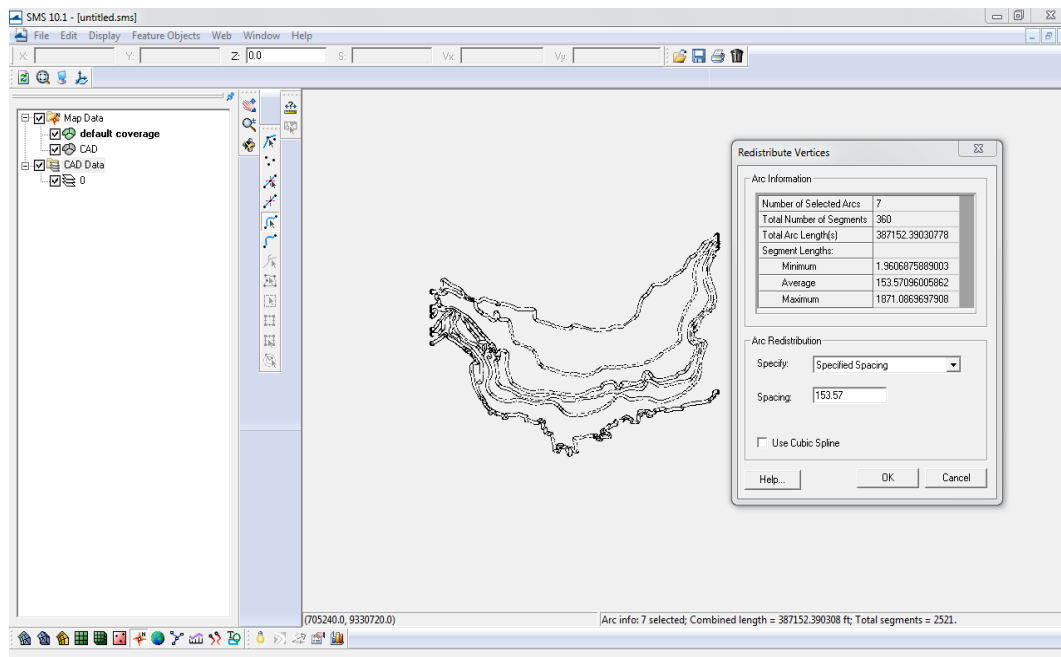 SMS 10.1 - [untitled.sms]
File Edit Display Feature Objects Web Window Help
X: Y: Z: 0.0 S: Vx: Vy:
Map Data
default coverage
CAD
CAD Data
0
Redistribute Vertices
Arc Information
Number of Selected Arcs 7
Total Number of Segments 360
Total Arc Length(s) 387152.39030778
Segment Lengths:
Minimum 1.9606875889003
Average 153.57096005862
Maximum 1871.0869697908
Arc Redistribution
Specify: Specified Spacing
Spacing: 153.57
Use Cubic Spline
Help... OK Cancel
(705240.0, 9330720.0) Arc info: 7 selected; Combined length = 387152.390308 ft; Total segments = 2521.